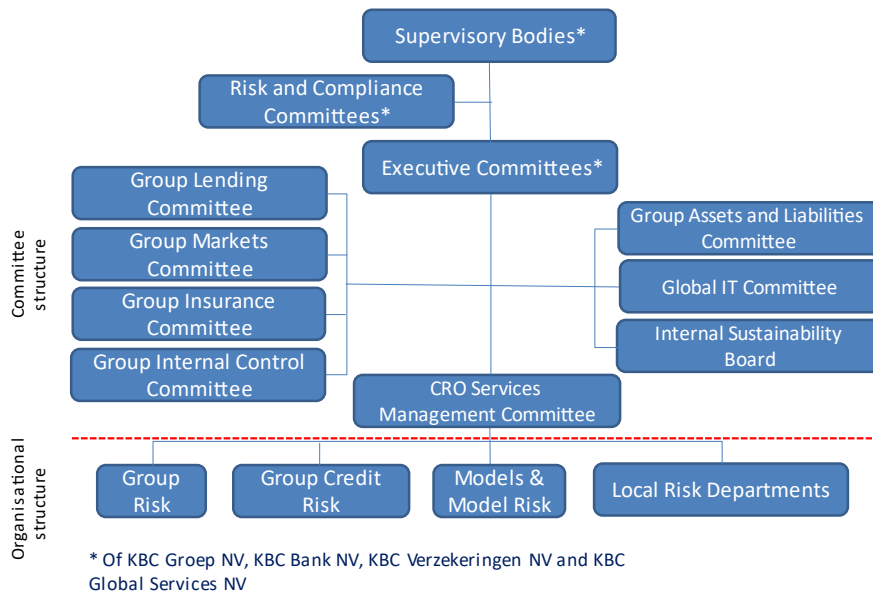 Supervisory Bodies*
Risk and Compliance
Committees*
Executive Committees*
Group Lending
Committee
Group Markets
Committee
Group Insurance
Committee
Group Internal Control
Committee
Group Assets and Liabilities
Committee
Global IT Committee
Internal Sustainability
Board
CRO Services
Management Committee
Committee
structure
Group
Risk
Group Credit
Risk
Models &
Model Risk
Local Risk Departments
Organisational
structure
* Of KBC Groep NV, KBC Bank NV, KBC Verzekeringen NV and KBC
Global Services NV